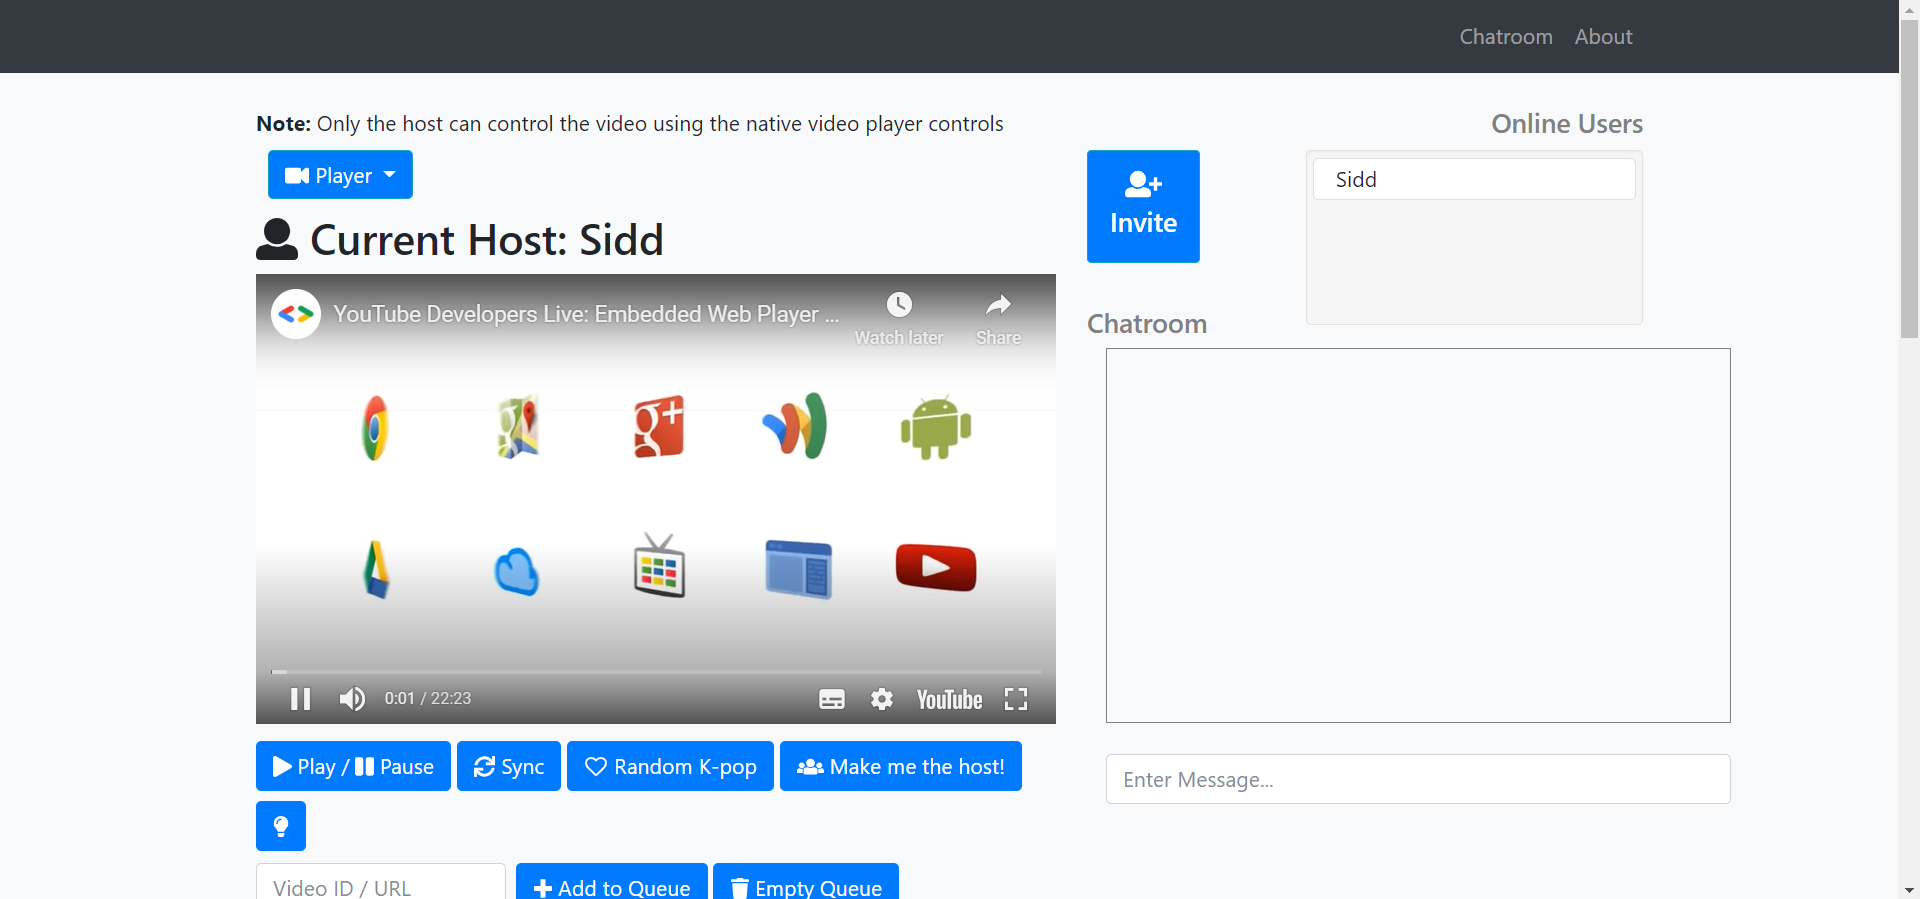 Chatroom About
Note: Only the host can control the video using the native video player controls
Online Users
Player
Invite
Sidd
Current Host: Sidd
YouTube Developers Live: Embedded Web Player ...
Watch later
Share
Chatroom
g+
0:01 / 22:23
YouTube
Play / Pause
Sync
Random K-pop
Make me the host!
Enter Message...
Video ID / URL
Add to Queue
Empty Queue